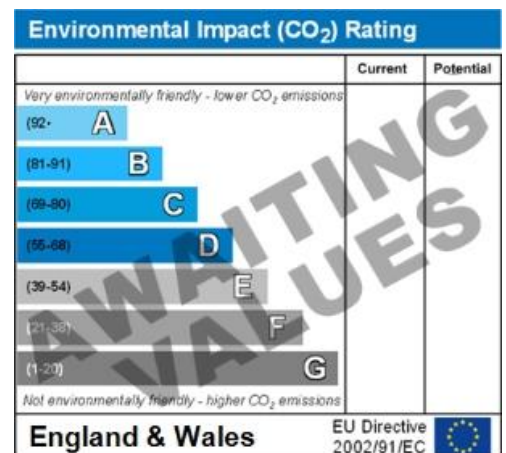 Environmental Impact (CO₂) Rating
Current Potential
Very environmentally friendly - lower CO₂ emissions
(92- A
(81-91) B
(69-80) C
(55-68) D
(39-54) E
(21-38) F
(1-20) G
AWAITING
VALUES
Not environmentally friendly - higher CO₂ emissions
England & Wales
EU Directive
2002/91/EC